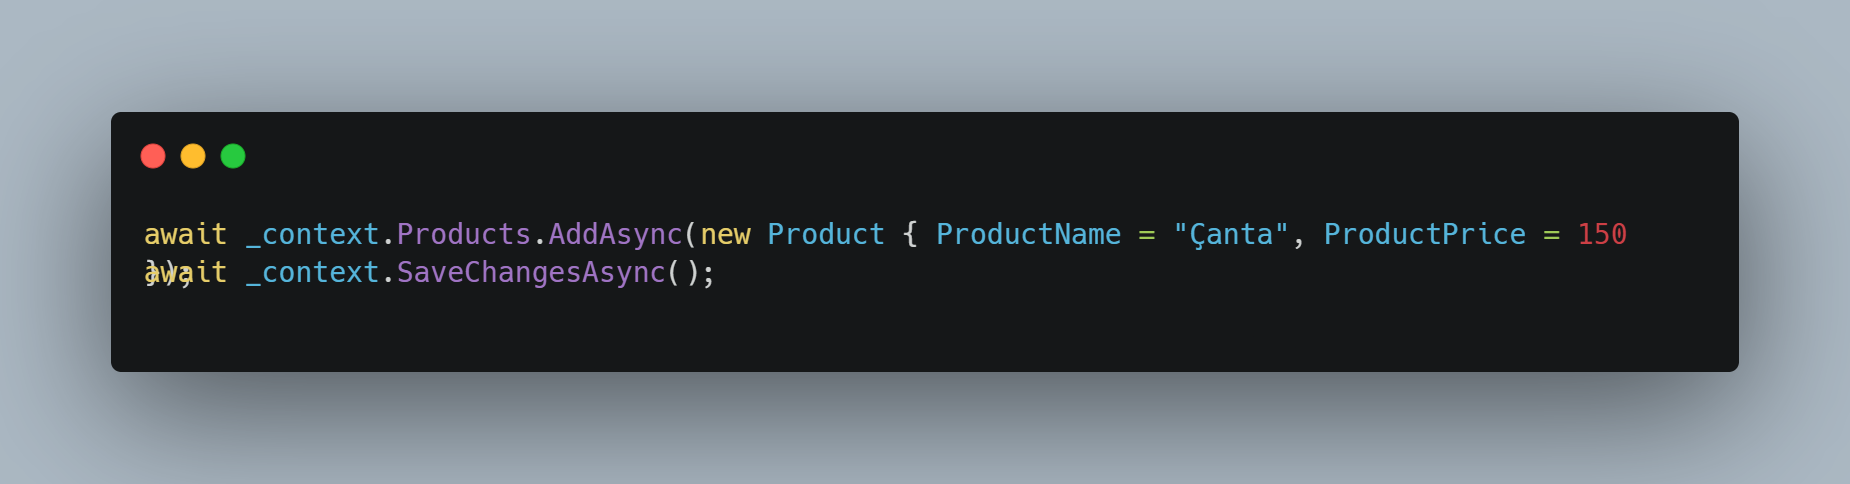 await _context.Products.AddAsync(new Product { ProductName = "Çanta", ProductPrice = 150
});
await _context.SaveChangesAsync();